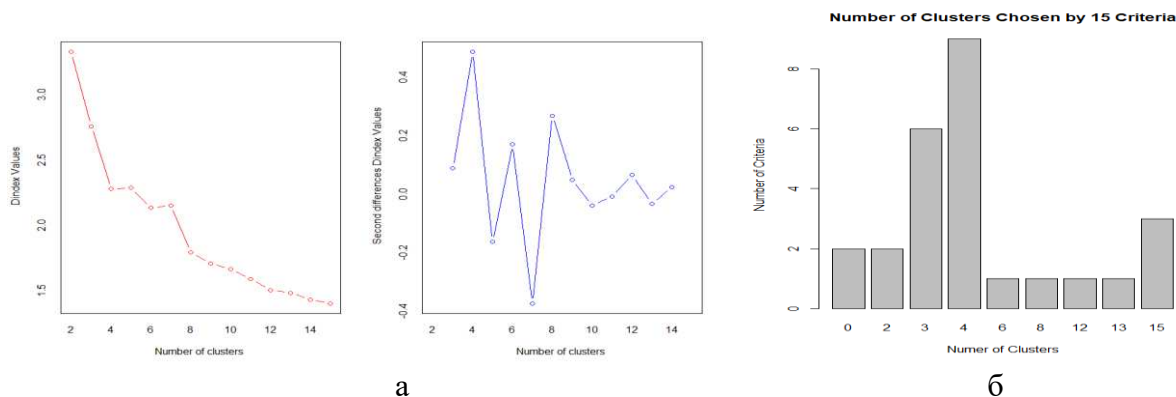 Number of Clusters Chosen by 15 Criteria
Dindex Values
3.0
2.5
2.0
1.5
2 4 6 8 10 12 14
Number of clusters
Second differences Dindex Values
0.4
0.2
0.0
-0.2
-0.4
2 4 6 8 10 12 14
Number of clusters
а
Number of Criteria
8
6
4
2
0
0 2 3 4 6 8 12 13 15
Numer of Clusters
б